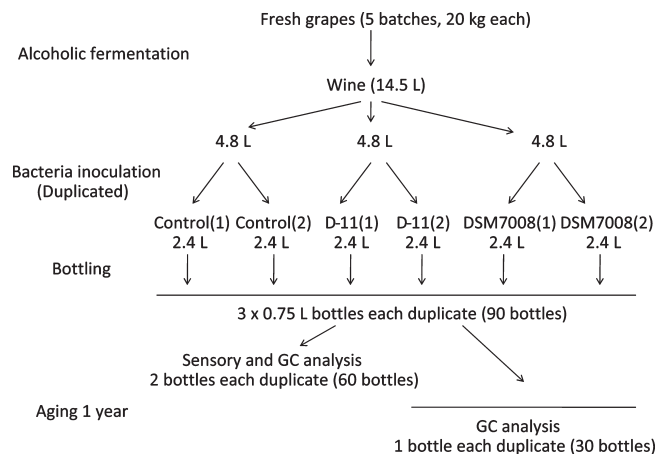 Fresh grapes (5 batches, 20 kg each)
Alcoholic fermentation
Wine (14.5 L)
4.8 L 4.8 L 4.8 L
Bacteria inoculation
(Duplicated)
Control(1) Control(2) D-11(1) D-11(2) DSM7008(1) DSM7008(2)
2.4 L 2.4 L 2.4 L 2.4 L 2.4 L 2.4 L
Bottling
3 x 0.75 L bottles each duplicate (90 bottles)
Sensory and GC analysis
2 bottles each duplicate (60 bottles)
Aging 1 year
GC analysis
1 bottle each duplicate (30 bottles)